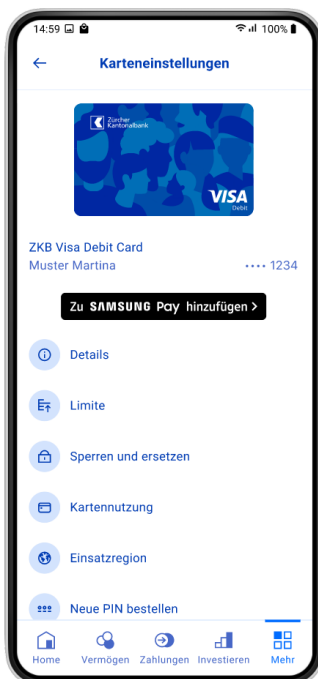 14:59 100%
Karteneinstellungen
Zürcher
Kantonalbank
VISA
Debit
ZKB Visa Debit Card
Muster Martina •••• 1234
Zu SAMSUNG Pay hinzufügen >
Details
Limite
Sperren und ersetzen
Kartennutzung
Einsatzregion
Neue PIN bestellen
Home Vermögen Zahlungen Investieren Mehr